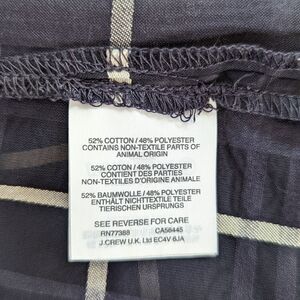 52% COTTON / 48% POLYESTER
CONTAINS NON-TEXTILE PARTS OF
ANIMAL ORIGIN
52% COTON / 48% POLYESTER
CONTIENT DES PARTIES
NON-TEXTILES D'ORIGINE ANIMALE
52% BAUMWOLLE / 48% POLYESTER
ENTHÄLT NICHTTEXTILE TEILE
TIERISCHEN URSPRUNGS
SEE REVERSE FOR CARE
RN77388 CA56445
J.CREW U.K. Ltd EC4V 6JA